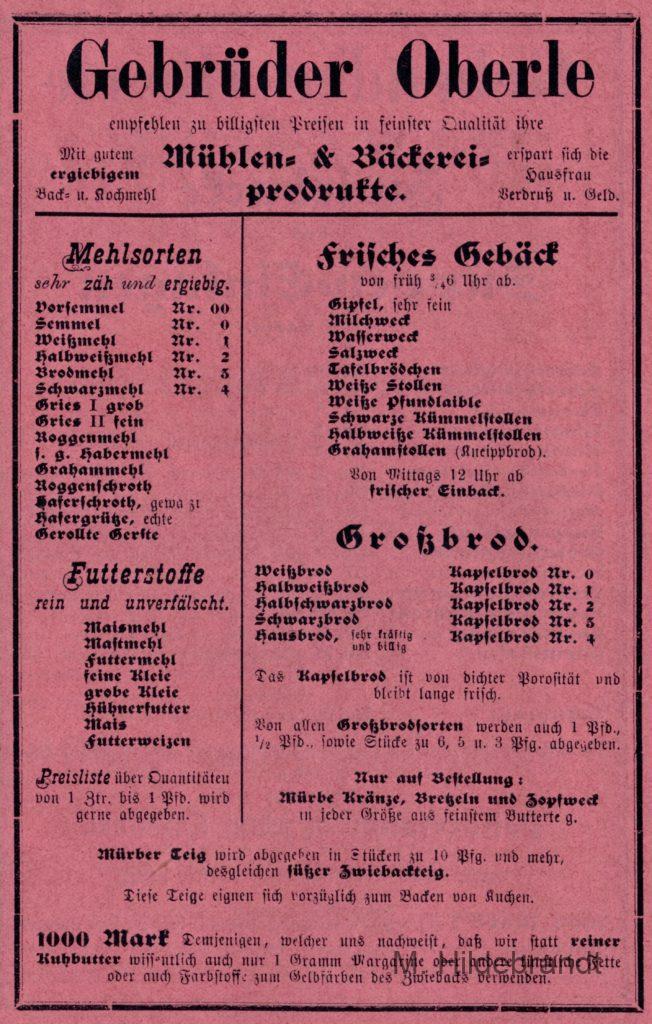 Gebrüder Oberle
empfehlen zu billigsten Preisen in feinster Qualität ihre
Mit gutem
ergiebigem
Back- u. Kochmehl
Mühlen- & Bäckerei-
prodrukte.
erspart sich die
Hausfrau
Verdruß u. Geld.
Mehlsorten
sehr zäh und ergiebig.
Vorsemmel Nr. 00
Semmel Nr. 0
Weißmehl Nr. 1
Halbweißmehl Nr. 2
Brodmehl Nr. 3
Schwarzmehl Nr. 4
Gries I grob
Gries II fein
Roggenmehl
s. g. Habermehl
Grahammehl
Roggenschroth
Haferschroth, gewa zt
Hafergrütze, echte
Gerollte Gerste
Futterstoffe
rein und unverfälscht.
Maismehl
Mastmehl
Futtermehl
feine Kleie
grobe Kleie
Hühnerfutter
Mais
Futterweizen
Preisliste über Quantitäteu
von 1 Ztr. bis 1 Pfd. wird
gerne abgegeben.
Frisches Gebäck
von früh 3/46 Uhr ab.
Gipfel, sehr fein
Milchweck
Wasserweck
Salzweck
Tafelbrödchen
Weiße Stollen
Weiße Pfundlaible
Schwarze Kümmelstollen
Halbweiße Kümmelstollen
Grahamstollen (Kneippbrod).
Von Mittags 12 Uhr ab
frischer Einback.
Großbrod.
Weißbrod Kapselbrod Nr. 0
Halbweißbrod Kapselbrod Nr. 1
Halbschwarzbrod Kapselbrod Nr. 2
Schwarzbrod Kapselbrod Nr. 3
Hausbrod, sehr kräftig und billig Kapselbrod Nr. 4
Das Kapselbrod ist von dichter Porosität und
bleibt lange frisch.
Von allen Großbrodsorten werden auch 1 Pfd.,
1/2 Pfd., sowie Stücke zu 6, 5 u. 3 Pfg. abgegeben.
Nur auf Bestellung:
Mürbe Kränze, Bretzeln und Zopfweck
in jeder Größe aus feinstem Butterte g.
Mürber Teig wird abgegeben in Stücken zu 10 Pfg. und mehr,
desgleichen süßer Zwiebackteig.
Diese Teige eignen sich vorzüglich zum Backen von Kuchen.
1000 Mark Demjenigen, welcher uns nachweist, daß wir statt reiner
Kuhbutter wissentlich auch nur 1 Gramm Margarine oder andere künstliche Fette
oder auch Farbstoffe zum Gelbfärben des Zwiebacks verwenden.
M. Hildebrandt